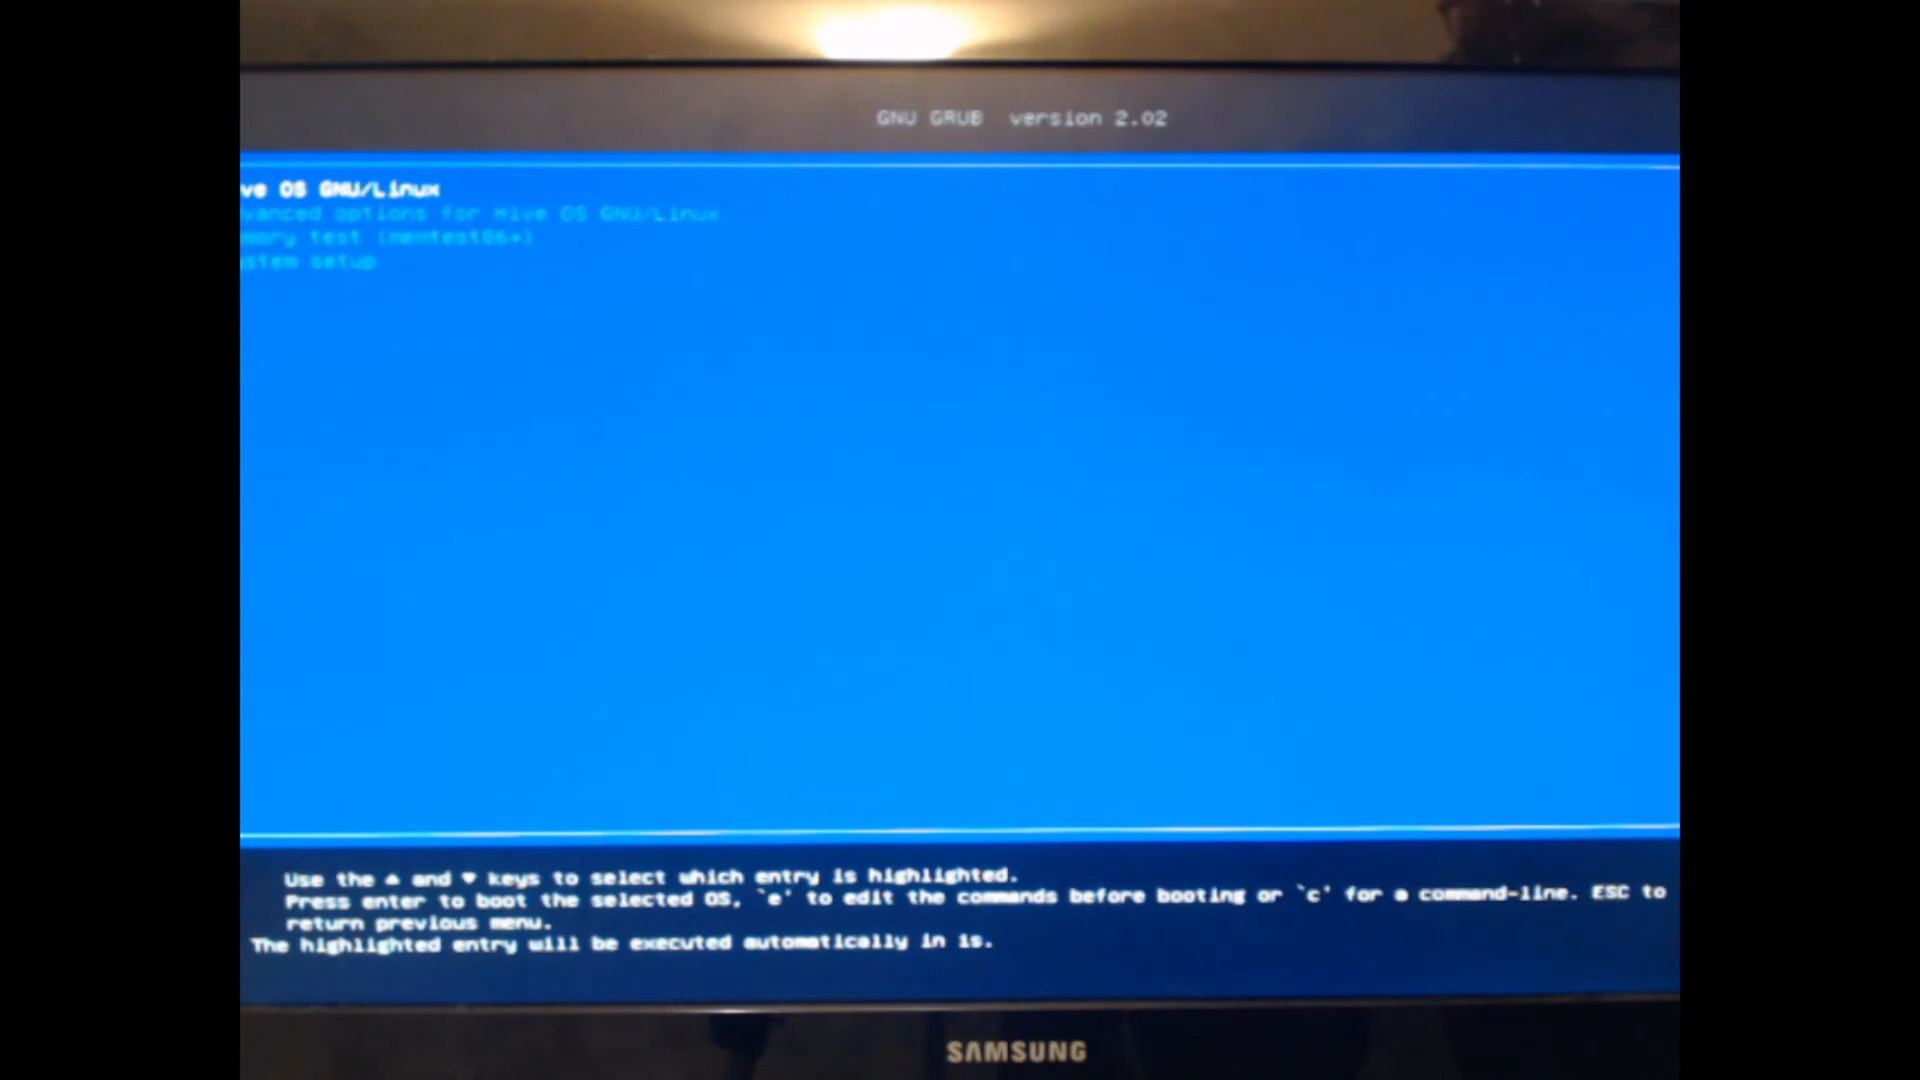 GNU GRUB version 2.02
ve OS GNU/Linux
vanced options for Hive OS GNU/Linux
mory test (memtest86+)
stem setup
Use the ▲ and ▼ keys to select which entry is highlighted.
Press enter to boot the selected OS, `e' to edit the commands before booting or `c' for a command-line. ESC to
return previous menu.
The highlighted entry will be executed automatically in 1s.
SAMSUNG